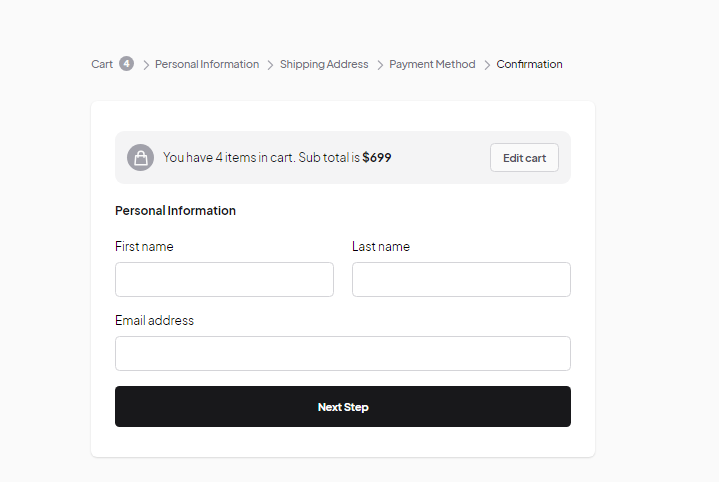 Cart 4 > Personal Information > Shipping Address > Payment Method > Confirmation
You have 4 items in cart. Sub total is $699 Edit cart
Personal Information
First name Last name
Email address
Next Step